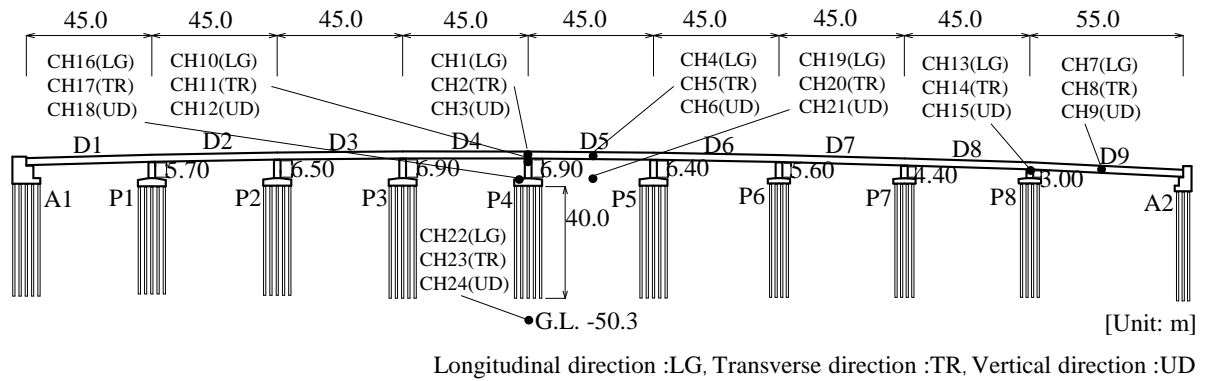 45.0 45.0 45.0 45.0 45.0 45.0 45.0 45.0 55.0
CH16(LG) CH10(LG) CH1(LG) CH4(LG) CH19(LG) CH13(LG) CH7(LG)
CH17(TR) CH11(TR) CH2(TR) CH5(TR) CH20(TR) CH14(TR) CH8(TR)
CH18(UD) CH12(UD) CH3(UD) CH6(UD) CH21(UD) CH15(UD) CH9(UD)
D1 D2 D3 D4 D5 D6 D7 D8 D9
5.70 6.50 6.90 6.90 6.40 5.60 4.40 3.00
A1 P1 P2 P3 P4 P5 P6 P7 P8 A2
40.0
CH22(LG)
CH23(TR)
CH24(UD)
G.L. -50.3
[Unit: m]
Longitudinal direction :LG, Transverse direction :TR, Vertical direction :UD